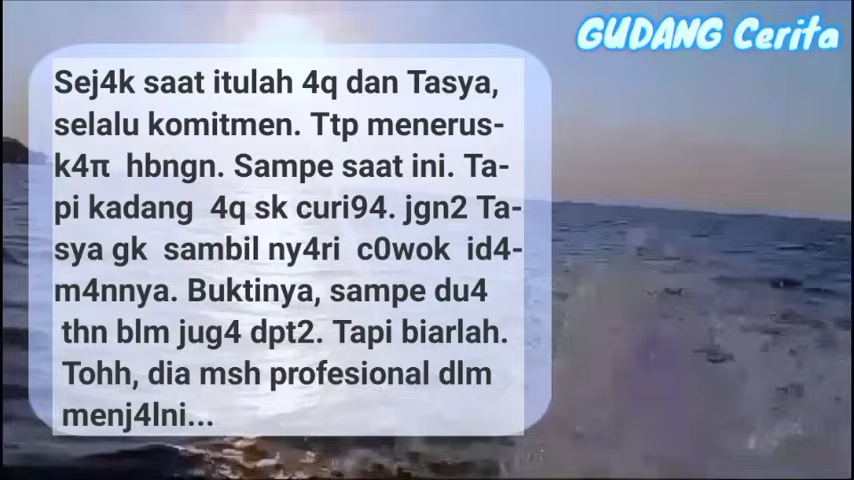 GUDANG Cerita
Sej4k saat itulah 4q dan Tasya,
selalu komitmen. Ttp menerus-
k4π hbngn. Sampe saat ini. Ta-
pi kadang 4q sk curi94. jgn2 Ta-
sya gk sambil ny4ri c0wok id4-
m4nnya. Buktinya, sampe du4
thn blm jug4 dpt2. Tapi biarlah.
Tohh, dia msh profesional dlm
menj4lni...